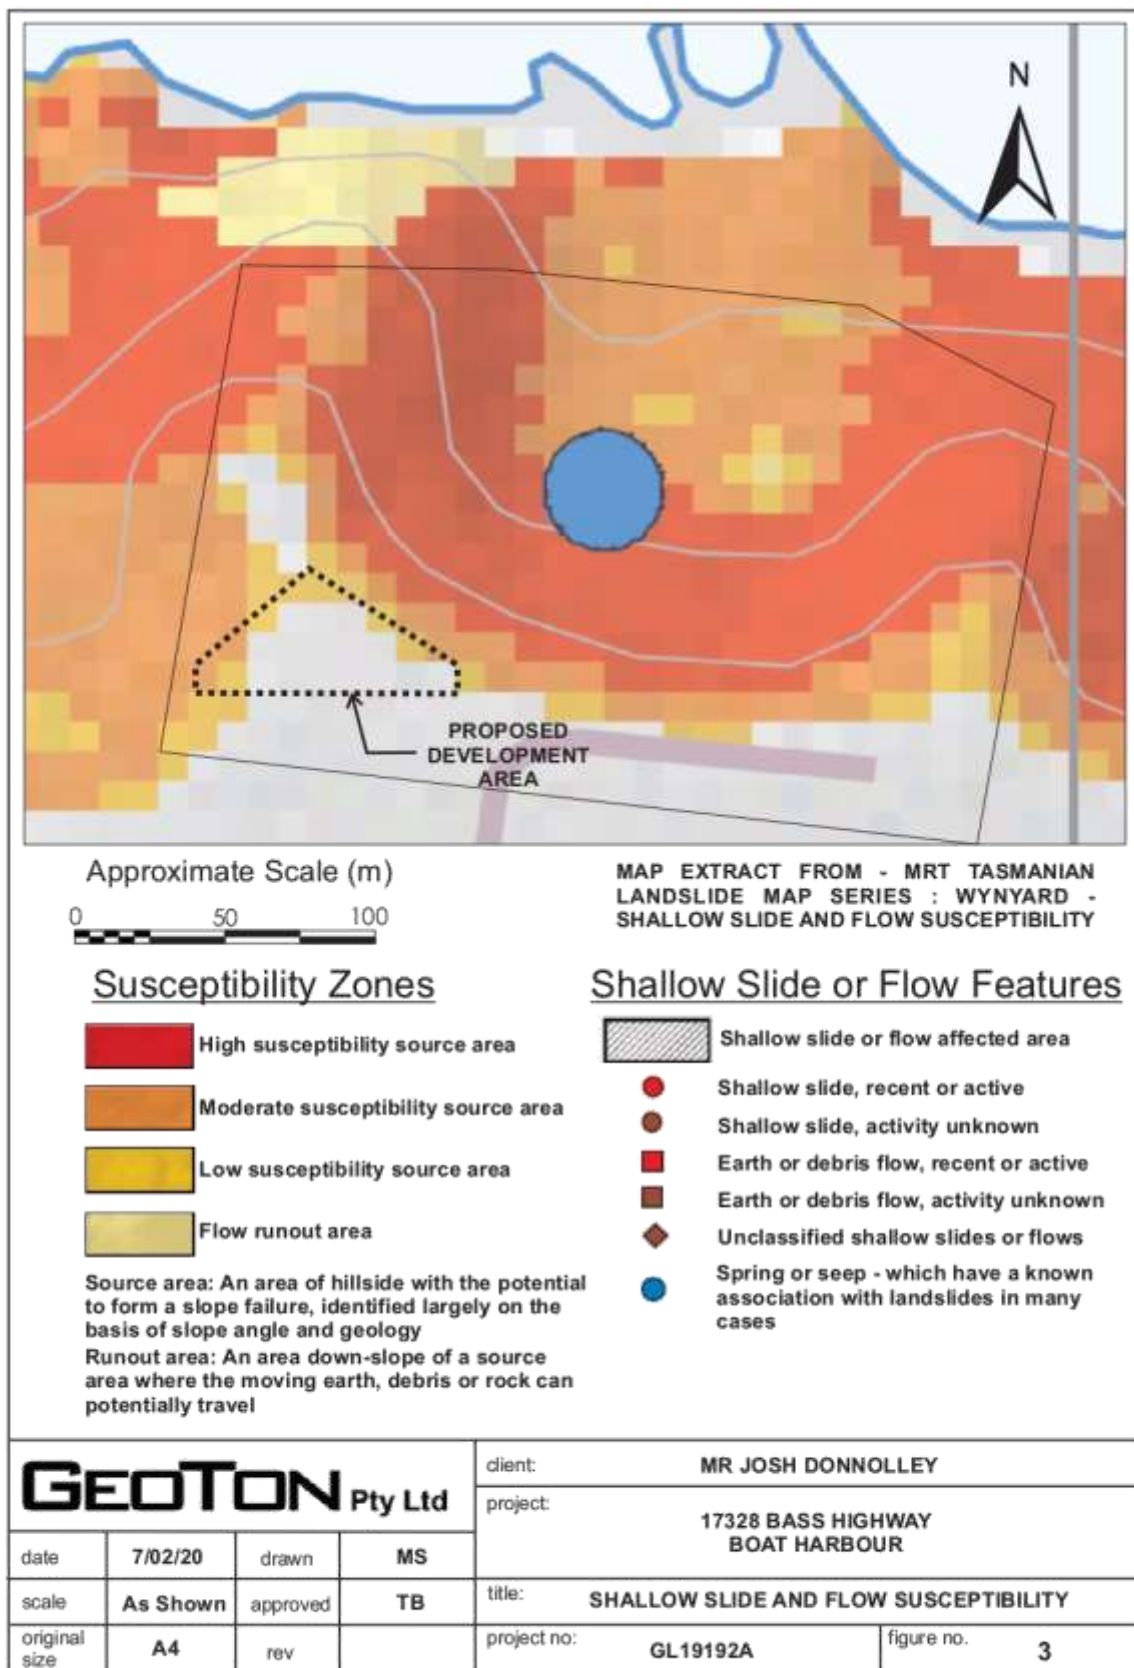 N
PROPOSED
DEVELOPMENT
AREA
Approximate Scale (m)
0 50 100
MAP EXTRACT FROM - MRT TASMANIAN
LANDSLIDE MAP SERIES : WYNYARD -
SHALLOW SLIDE AND FLOW SUSCEPTIBILITY
Susceptibility Zones
High susceptibility source area
Moderate susceptibility source area
Low susceptibility source area
Flow runout area
Source area: An area of hillside with the potential
to form a slope failure, identified largely on the
basis of slope angle and geology
Runout area: An area down-slope of a source
area where the moving earth, debris or rock can
potentially travel
Shallow Slide or Flow Features
Shallow slide or flow affected area
Shallow slide, recent or active
Shallow slide, activity unknown
Earth or debris flow, recent or active
Earth or debris flow, activity unknown
Unclassified shallow slides or flows
Spring or seep - which have a known
association with landslides in many
cases
GEOTON Pty Ltd
date 7/02/20 drawn MS
scale As Shown approved TB
original
size A4 rev
client: MR JOSH DONNOLLEY
project: 17328 BASS HIGHWAY
BOAT HARBOUR
title: SHALLOW SLIDE AND FLOW SUSCEPTIBILITY
project no: GL19192A figure no. 3